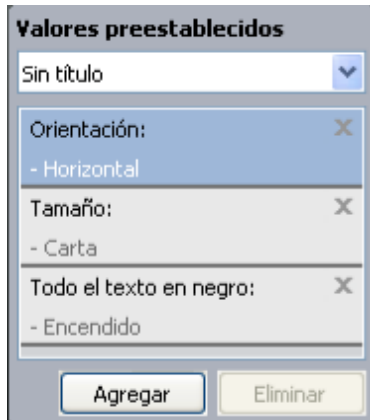 Valores preestablecidos
Sin título
Orientación:
- Horizontal
Tamaño:
- Carta
Todo el texto en negro:
- Encendido
Agregar Eliminar